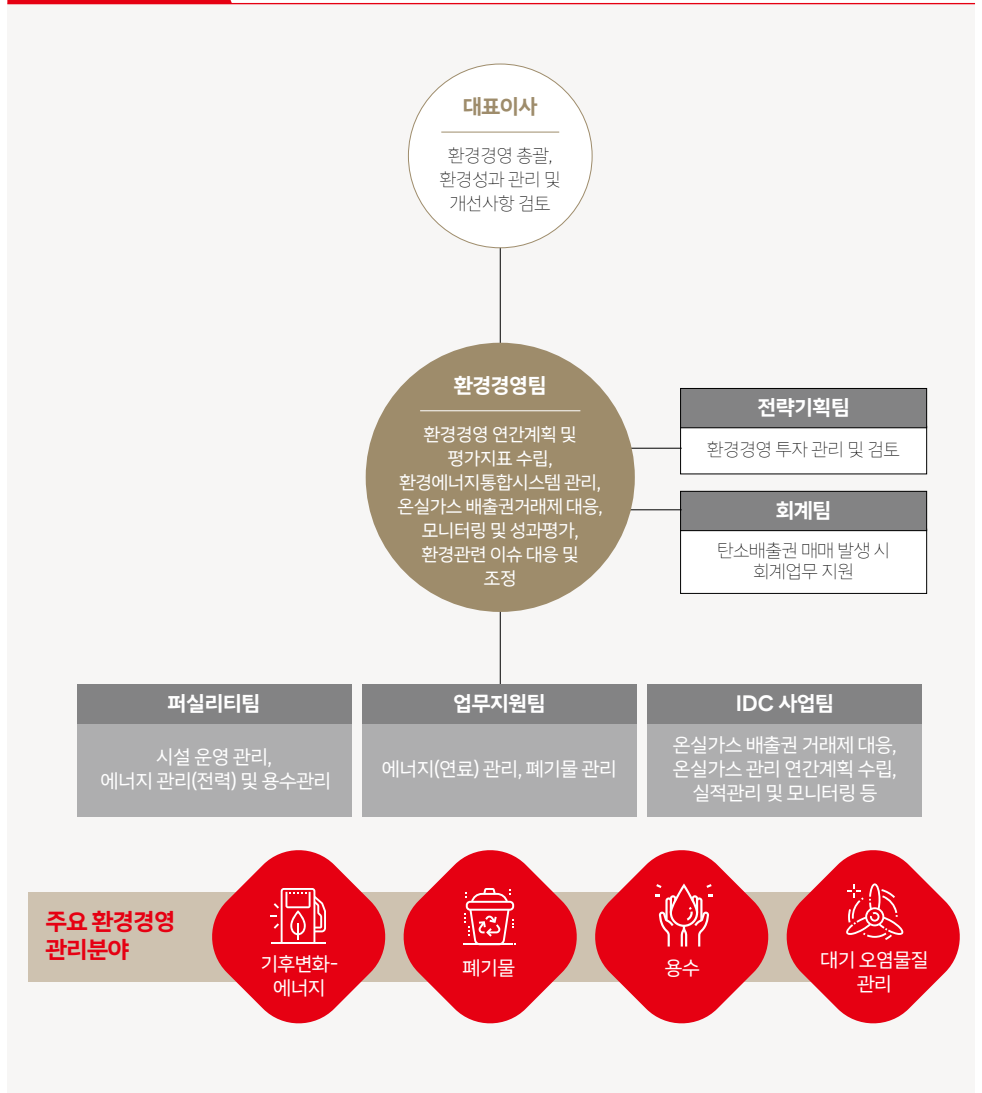 대표이사
환경경영 총괄,
환경성과 관리 및
개선사항 검토
환경경영팀
환경경영 연간계획 및
평가지표 수립,
환경에너지통합시스템 관리,
온실가스 배출권거래제 대응,
모니터링 및 성과평가,
환경관련 이슈 대응 및
조정
전략기획팀
환경경영 투자 관리 및 검토
회계팀
탄소배출권 매매 발생 시
회계업무 지원
퍼실리티팀
시설 운영 관리,
에너지 관리(전력) 및 용수관리
업무지원팀
에너지(연료) 관리, 폐기물 관리
IDC 사업팀
온실가스 배출권 거래제 대응,
온실가스 관리 연간계획 수립,
실적관리 및 모니터링 등
주요 환경경영
관리분야
기후변화-
에너지
폐기물
용수
대기 오염물질
관리